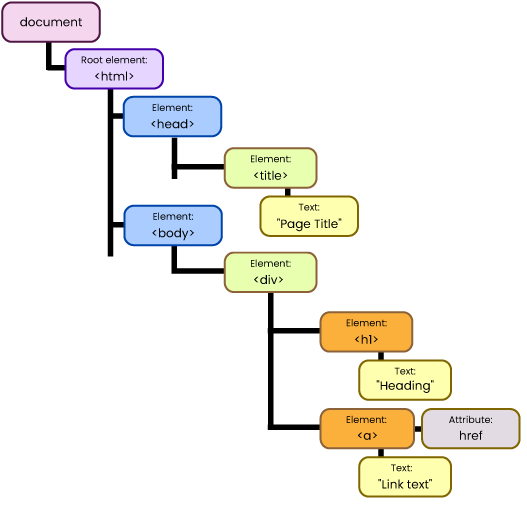 document
Root element:
<html>
Element:
<head>
Element:
<title>
Text:
"Page Title"
Element:
<body>
Element:
<div>
Element:
<h1>
Text:
"Heading"
Element:
<a>
Attribute:
href
Text:
"Link text"